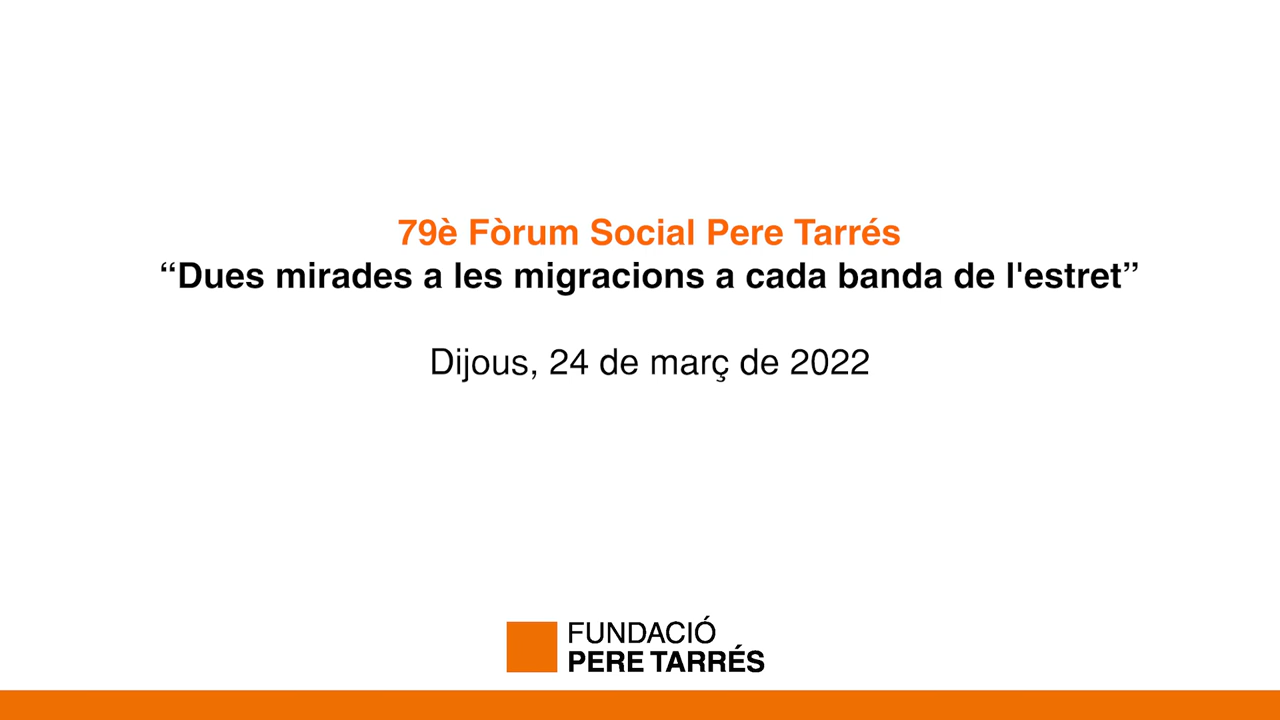 79è Fòrum Social Pere Tarrés
“Dues mirades a les migracions a cada banda de l'estret”
Dijous, 24 de març de 2022
FUNDACIÓ
PERE TARRÉS